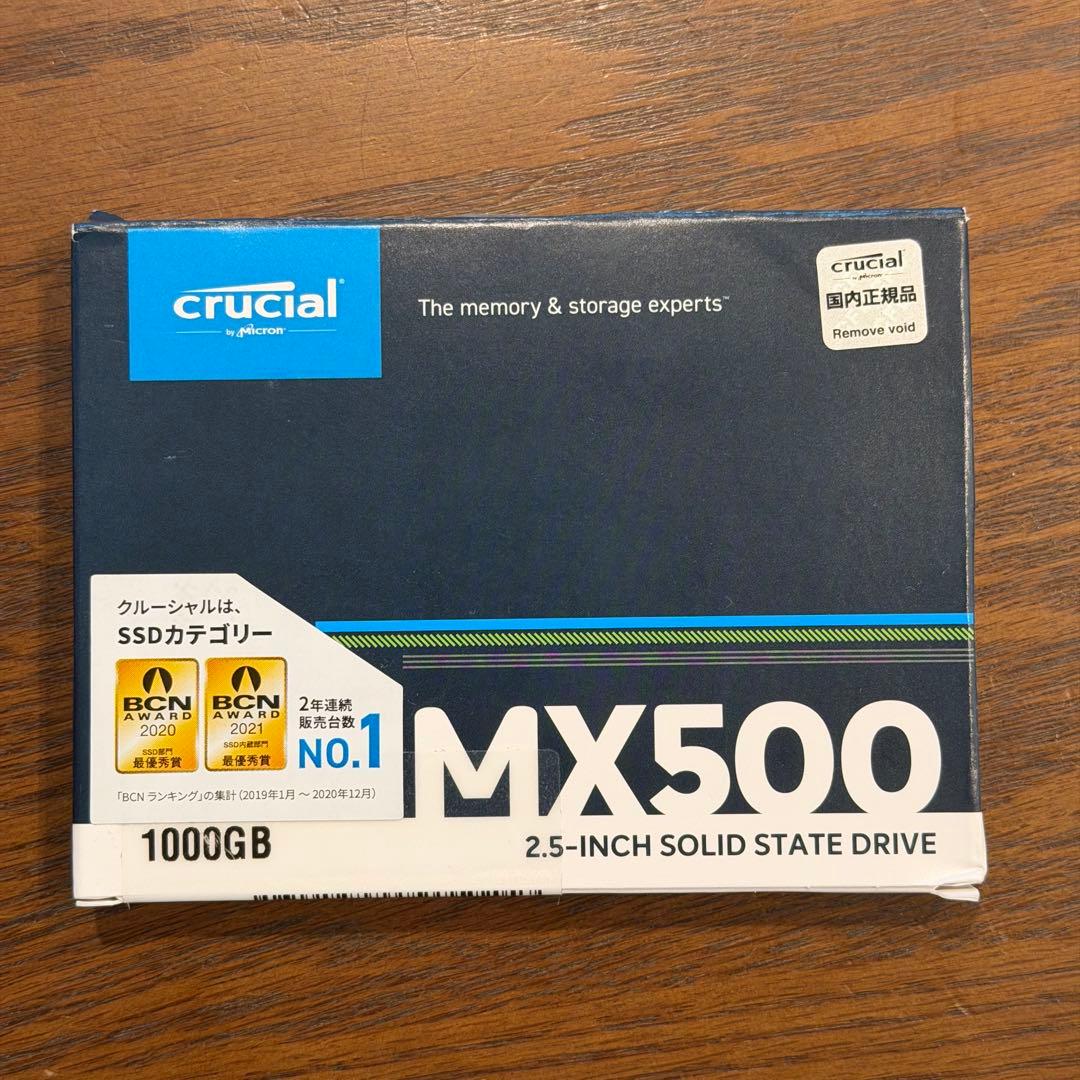 crucial®
by Micron®
The memory & storage experts™
crucial
by Micron
国内正規品
Remove void
クルーシャルは、
SSDカテゴリー
BCN
AWARD
2020
SSD部門
最優秀賞
BCN
AWARD
2021
SSD内蔵部門
最優秀賞
2年連続
販売台数
NO.1
「BCN ランキング」の集計(2019年1月 ～ 2020年12月)
MX500
1000GB
2.5-INCH SOLID STATE DRIVE